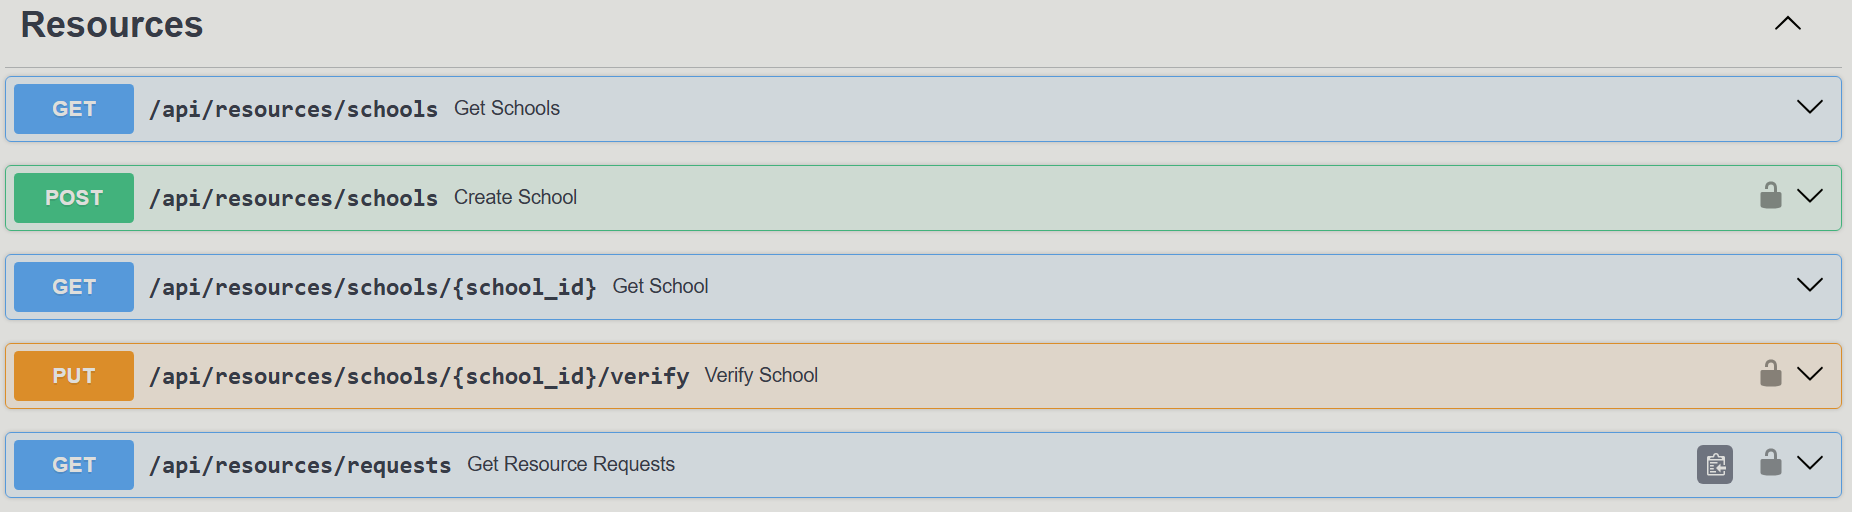 Resources
GET /api/resources/schools Get Schools
POST /api/resources/schools Create School
GET /api/resources/schools/{school_id} Get School
PUT /api/resources/schools/{school_id}/verify Verify School
GET /api/resources/requests Get Resource Requests